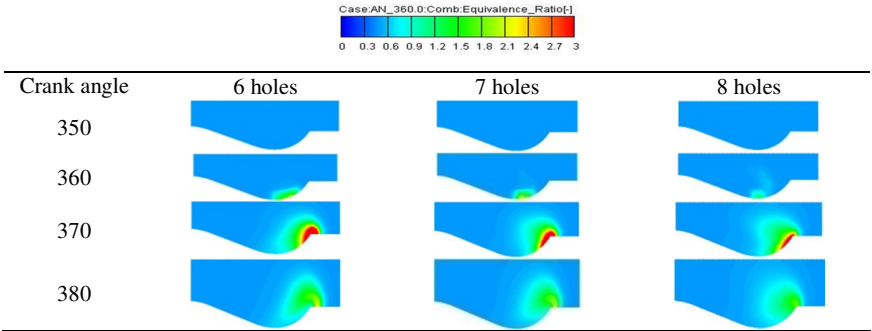 Case:AN_360.0:Comb:Equivalence_Ratio[-]
0 0.3 0.6 0.9 1.2 1.5 1.8 2.1 2.4 2.7 3
Crank angle 6 holes 7 holes 8 holes
350
360
370
380